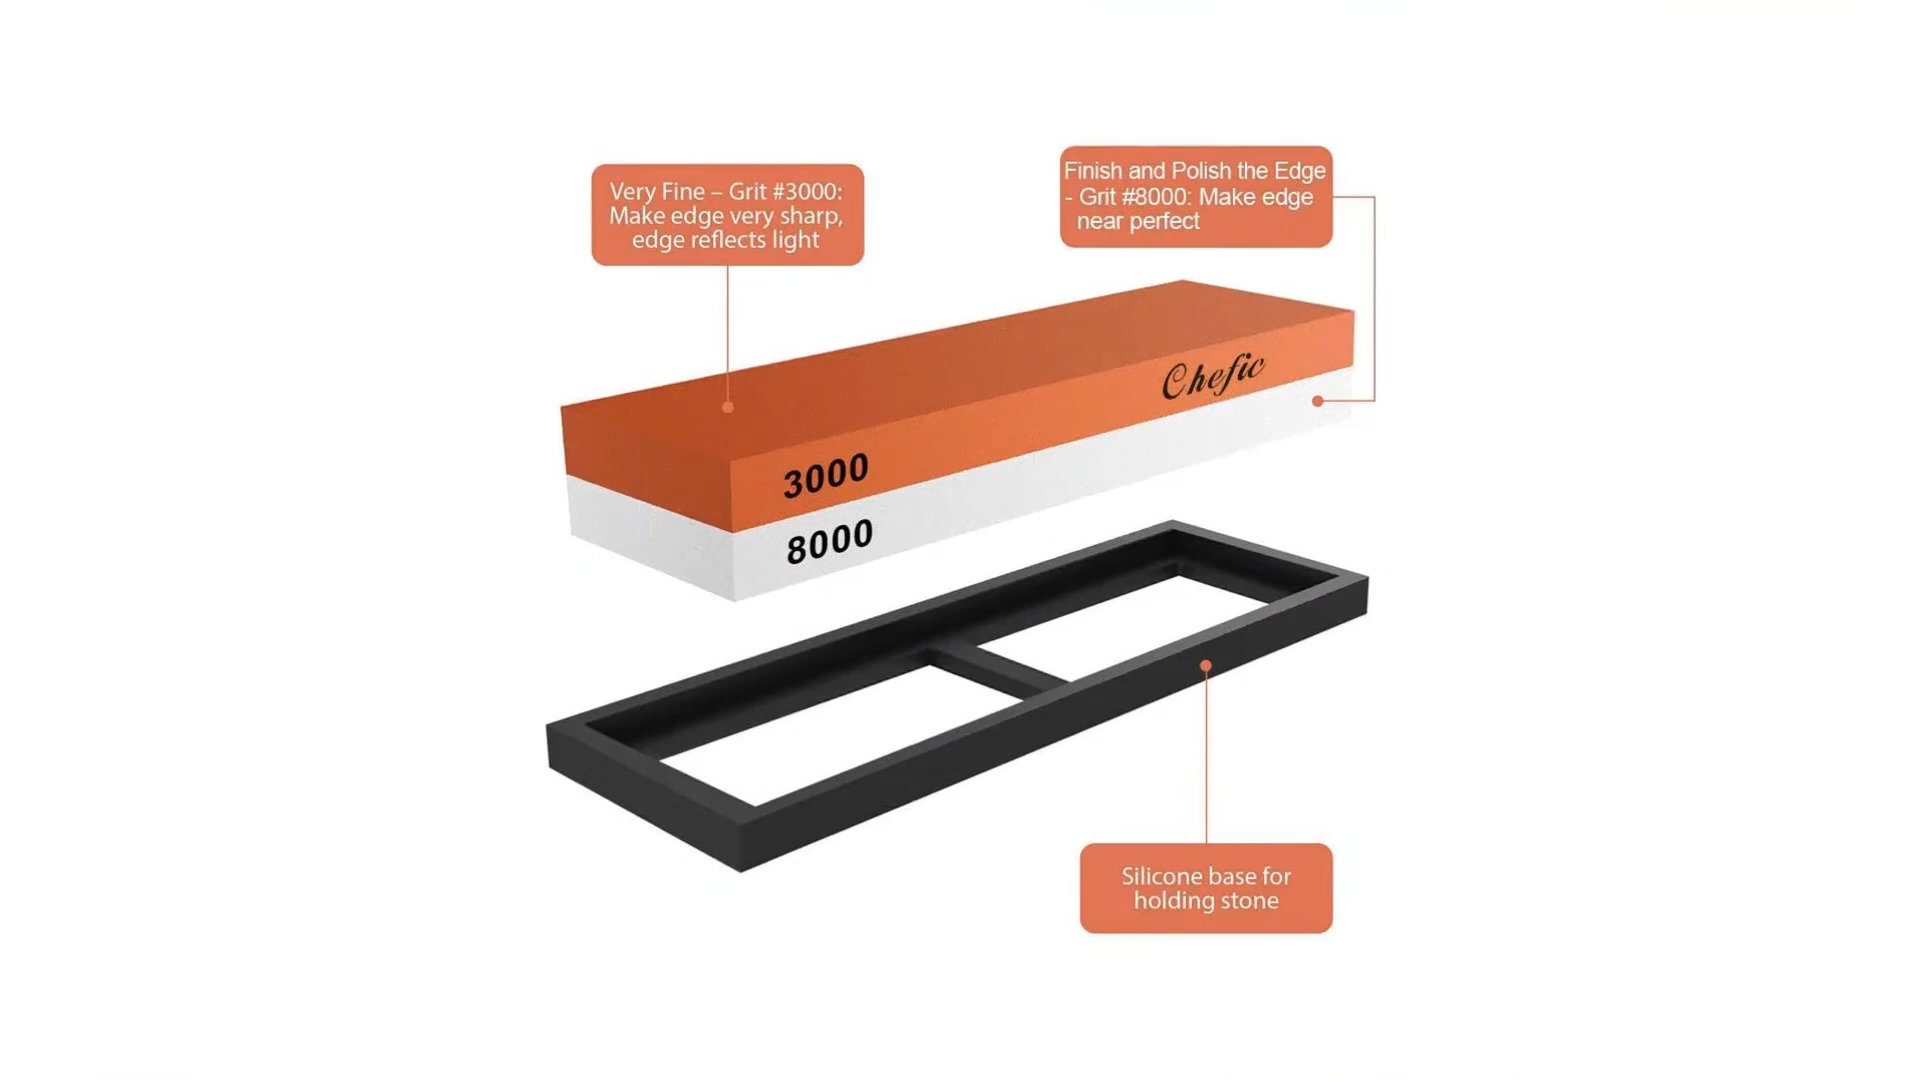 Very Fine – Grit #3000:
Make edge very sharp,
edge reflects light
Finish and Polish the Edge
- Grit #8000: Make edge
near perfect
Chefic
3000
8000
Silicone base for
holding stone